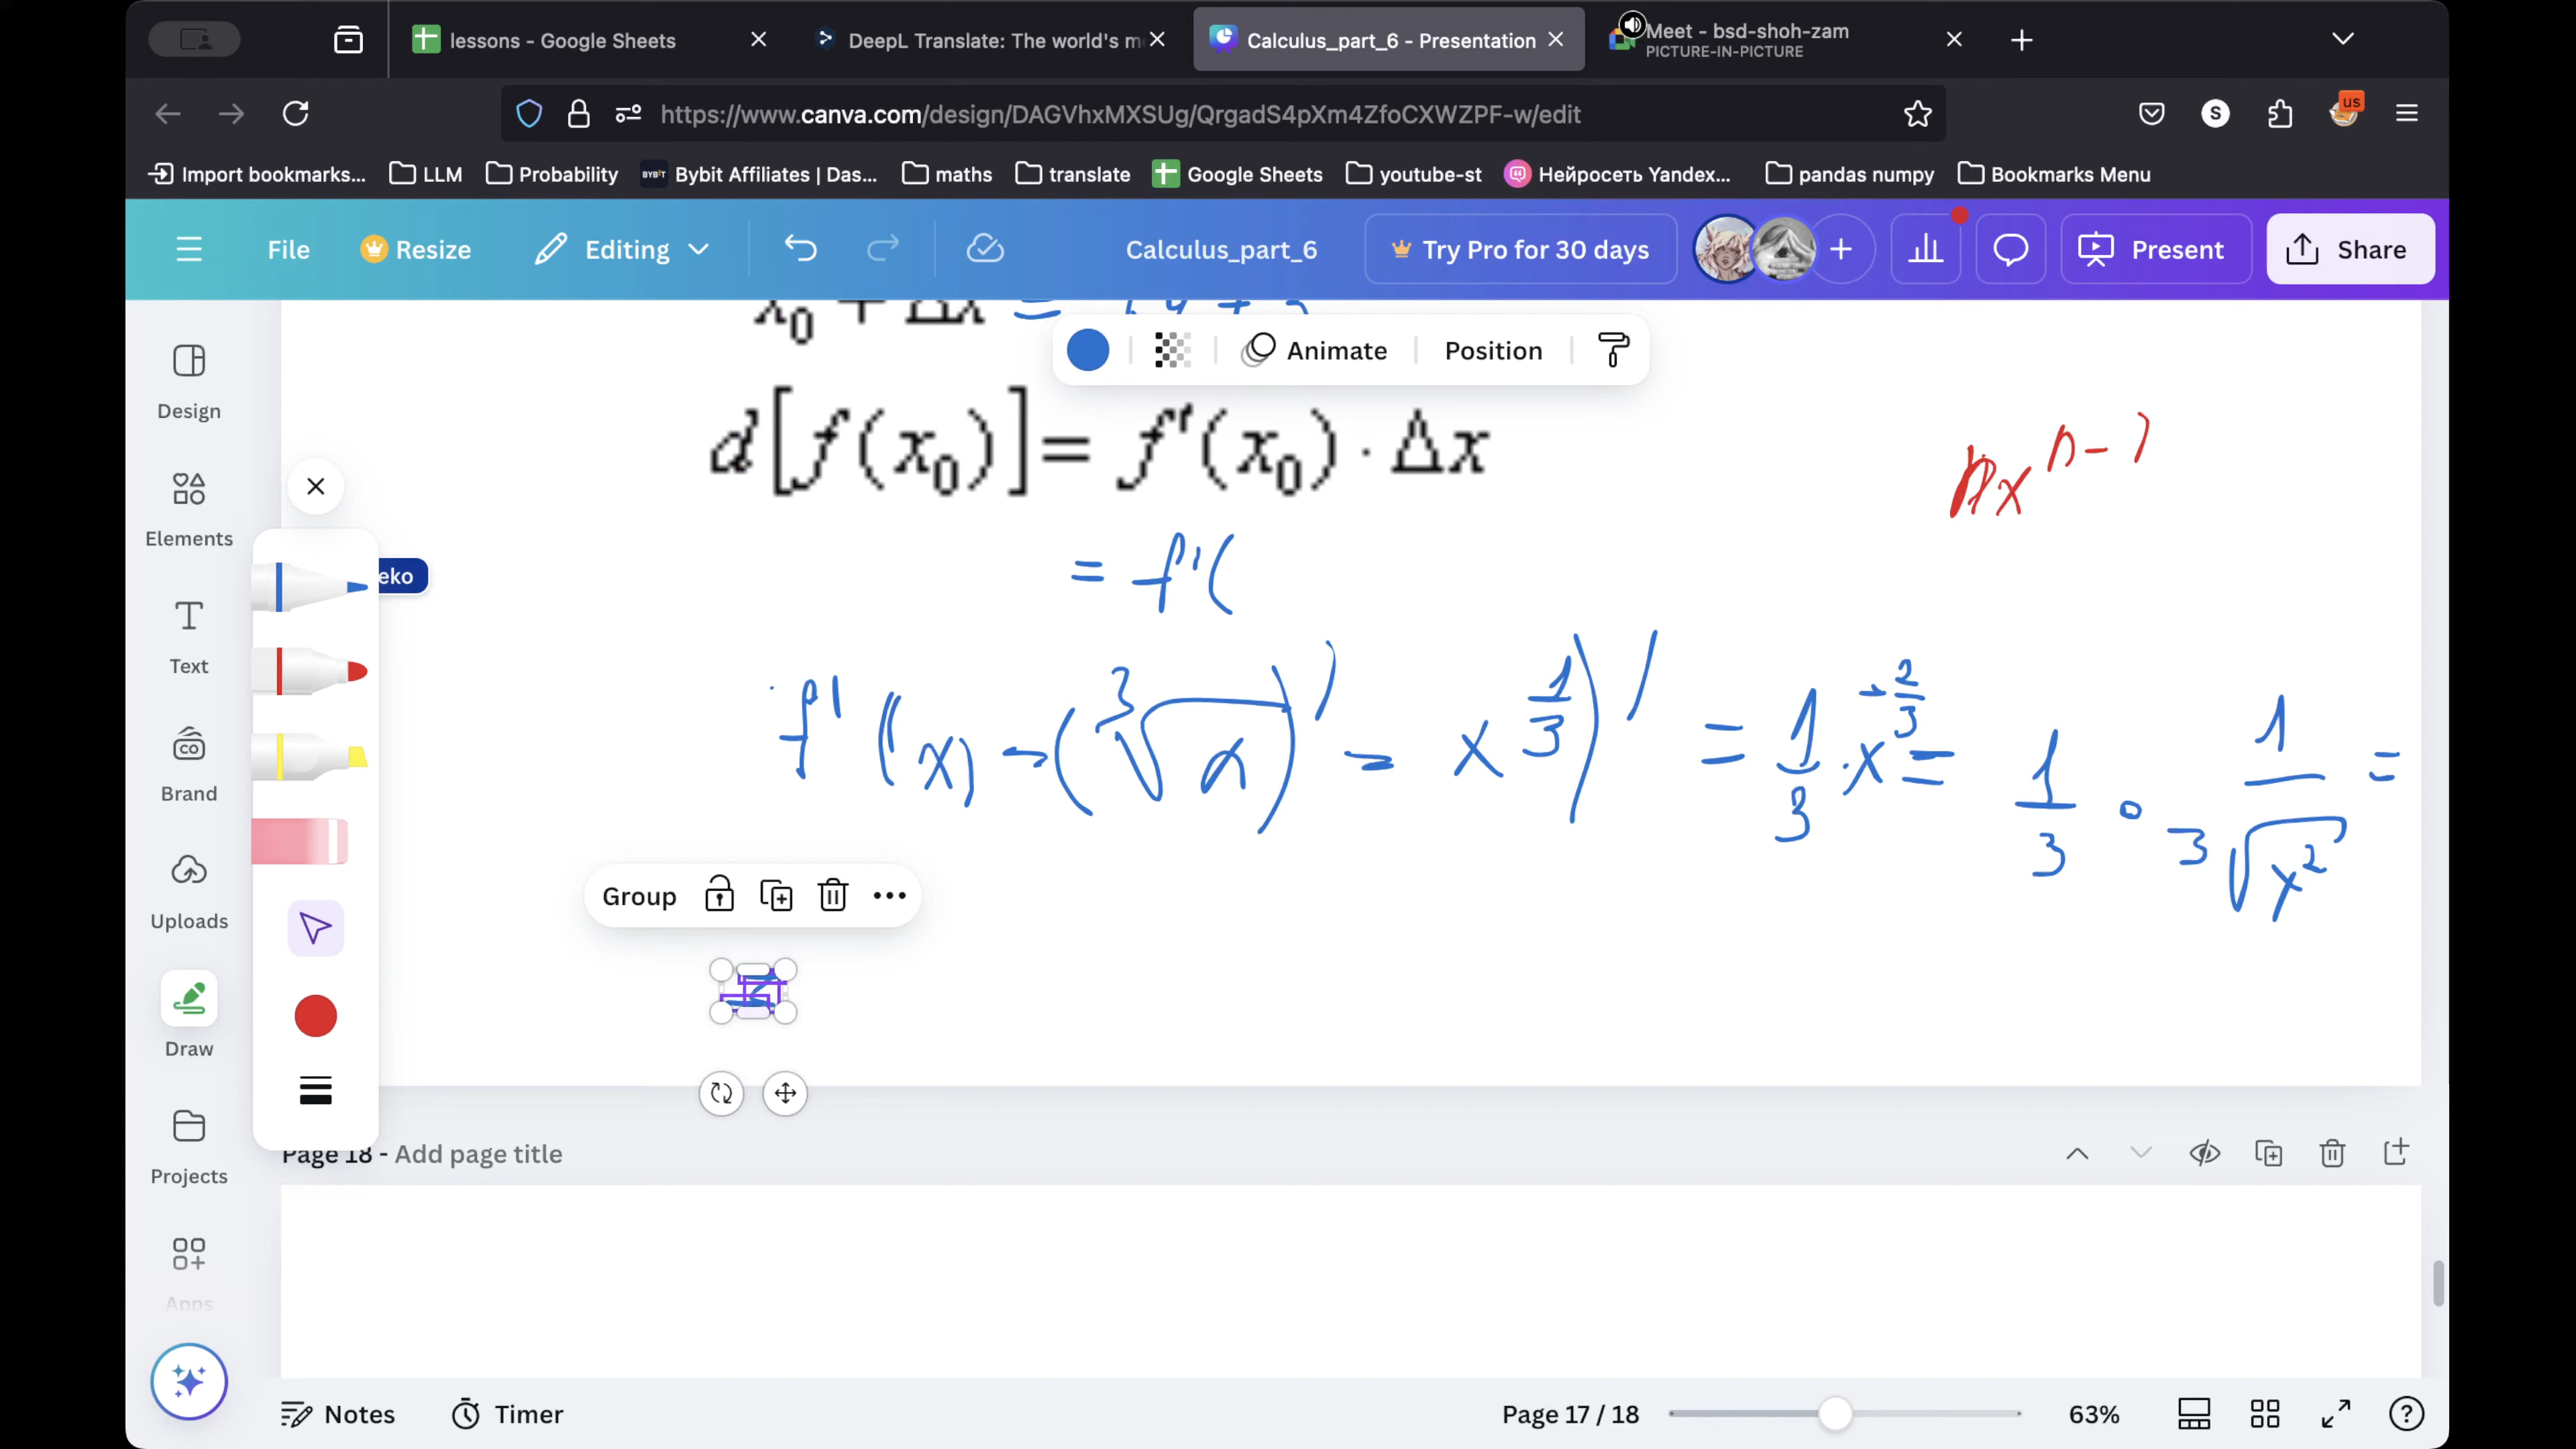 lessons - Google Sheets
DeepL Translate: The world's m
Calculus_part_6 - Presentation
Meet - bsd-shoh-zam
PICTURE-IN-PICTURE
https://www.canva.com/design/DAGVhxMXSUg/QrgadS4pXm4ZfoCXWZPF-w/edit
S
us
Import bookmarks...
LLM
Probability
BYBIT
Bybit Affiliates | Das...
maths
translate
Google Sheets
youtube-st
Нейросеть Yandex...
pandas numpy
Bookmarks Menu
File
Resize
Editing
Calculus_part_6
Try Pro for 30 days
Present
Share
x₀ + Δx =
Animate
Position
d[f(x₀)] = f'(x₀) · Δx
nx^(n-1)
= f'(
f'(x) = (∛x)' = x^(1/3))' = 1/3 · x^(-2/3) = 1/3 · 1/∛x² =
Design
Elements
Text
Brand
Uploads
Draw
Projects
Apps
eko
Group
Page 18 - Add page title
Notes
Timer
Page 17 / 18
63%